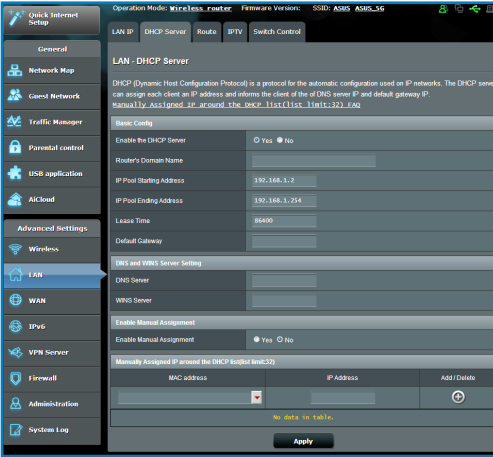 Quick Internet
Setup
Operation Mode: Wireless router Firmware Version: SSID: ASUS ASUS_5G
LAN IP DHCP Server Route IPTV Switch Control
General
Network Map
Guest Network
Traffic Manager
Parental control
USB application
AiCloud
Advanced Settings
Wireless
LAN
WAN
IPv6
VPN Server
Firewall
Administration
System Log
LAN - DHCP Server
DHCP (Dynamic Host Configuration Protocol) is a protocol for the automatic configuration used on IP networks. The DHCP serve
can assign each client an IP address and informs the client of the of DNS server IP and default gateway IP.
Manually Assigned IP around the DHCP list(list limit:32) FAQ
Basic Config
Enable the DHCP Server Yes No
Router's Domain Name
IP Pool Starting Address 192.168.1.2
IP Pool Ending Address 192.168.1.254
Lease Time 86400
Default Gateway
DNS and WINS Server Setting
DNS Server
WINS Server
Enable Manual Assignment
Enable Manual Assignment Yes No
Manually Assigned IP around the DHCP list(list limit:32)
MAC address IP Address Add / Delete
No data in table.
Apply